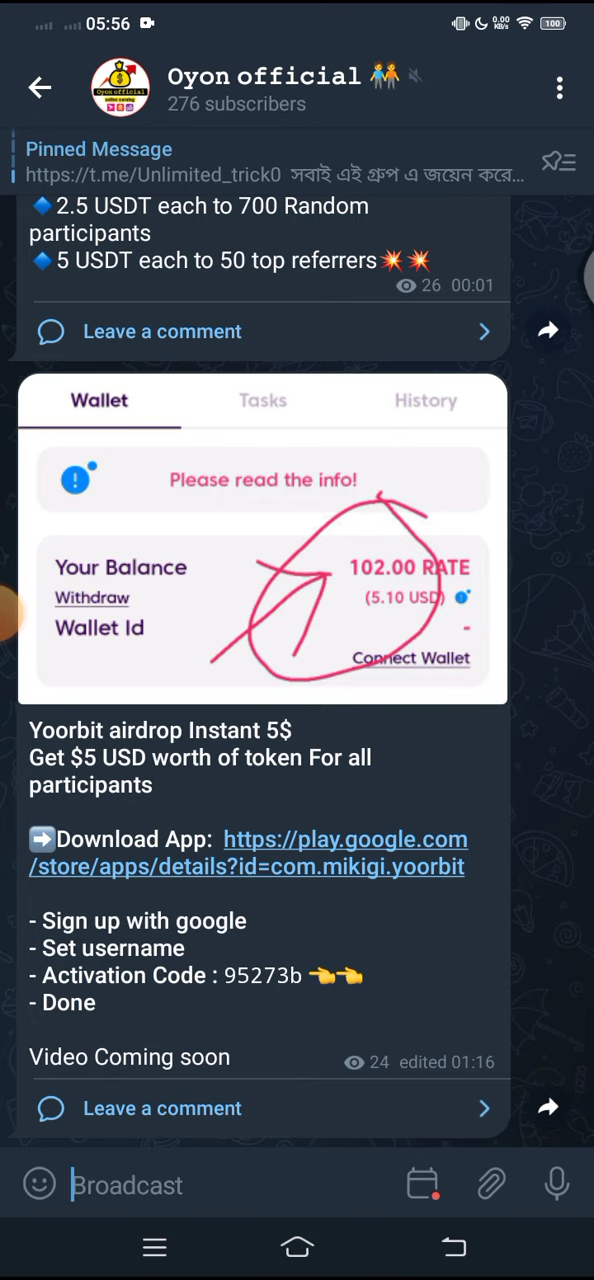 05:56
0.00
KB/s
100
Oyon official
276 subscribers
Pinned Message
https://t.me/Unlimited_trick0 সবাই এই গ্রুপ এ জয়েন করে...
2.5 USDT each to 700 Random
participants
5 USDT each to 50 top referrers
26 00:01
Leave a comment
Wallet Tasks History
Please read the info!
Your Balance 102.00 RATE
Withdraw (5.10 USD)
Wallet Id -
Connect Wallet
Yoorbit airdrop Instant 5$
Get $5 USD worth of token For all
participants
➡️Download App: https://play.google.com
/store/apps/details?id=com.mikigi.yoorbit
- Sign up with google
- Set username
- Activation Code : 95273b 👈👈
- Done
Video Coming soon
24 edited 01:16
Leave a comment
Broadcast